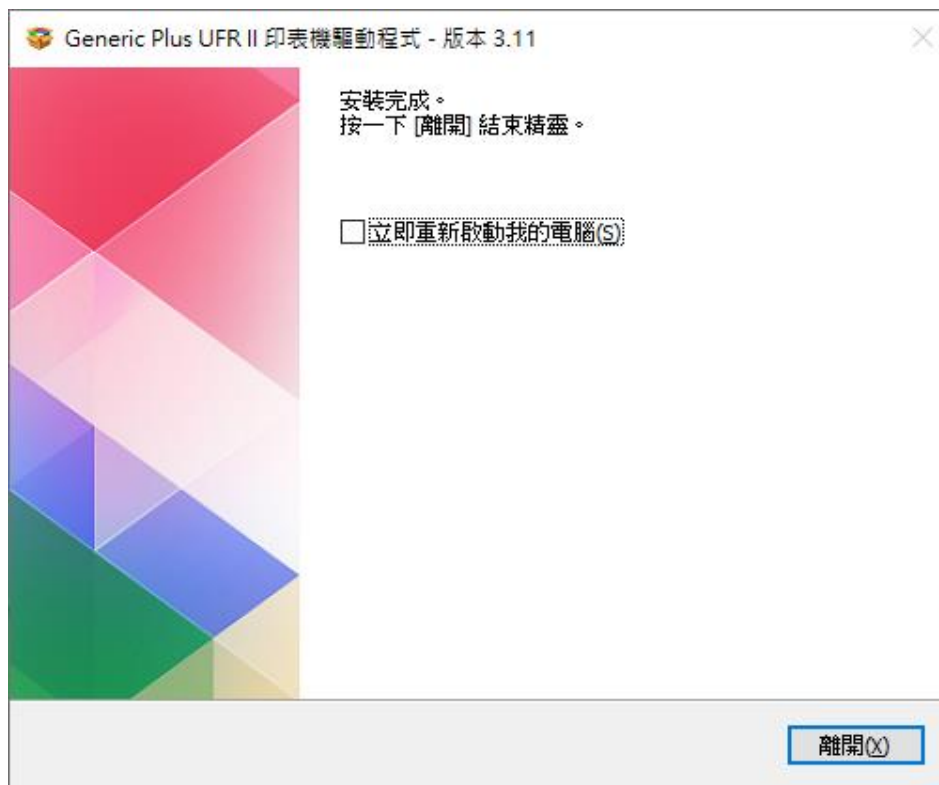 Generic Plus UFR II 印表機驅動程式 - 版本 3.11
安裝完成。
按一下 [離開] 結束精靈。
立即重新啟動我的電腦(S)
離開(X)